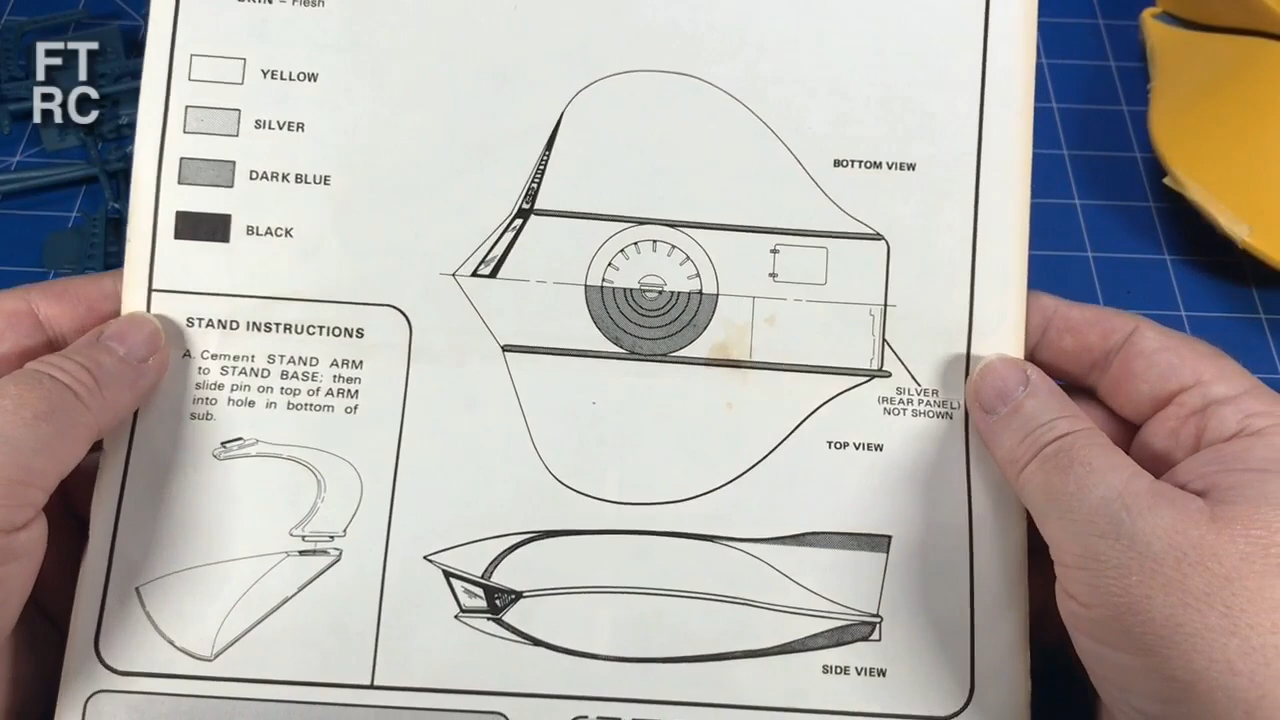 FT
RC
SKIN – Flesh
YELLOW
SILVER
DARK BLUE
BLACK
BOTTOM VIEW
STAND INSTRUCTIONS
A. Cement STAND ARM
to STAND BASE; then
slide pin on top of ARM
into hole in bottom of
sub.
SILVER
(REAR PANEL)
NOT SHOWN
TOP VIEW
SIDE VIEW